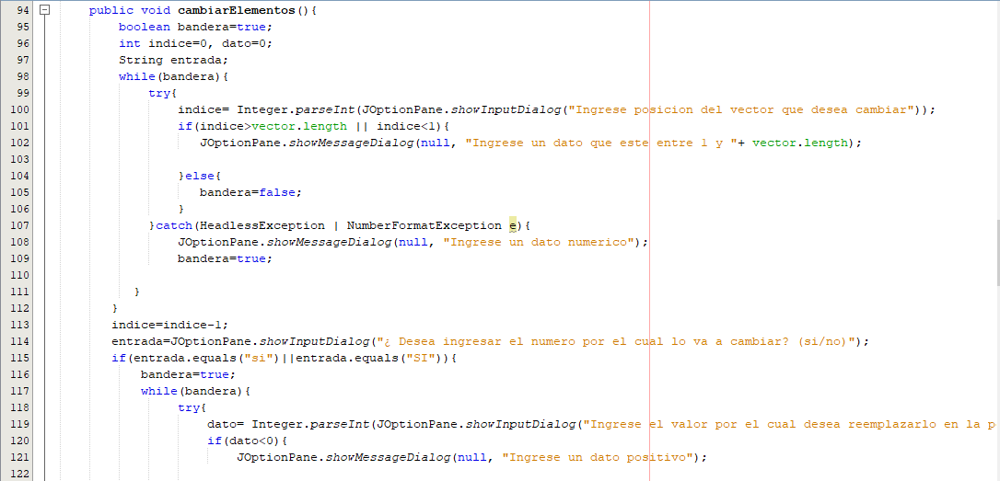 94 public void cambiarElementos(){
95 boolean bandera=true;
96 int indice=0, dato=0;
97 String entrada;
98 while(bandera){
99 try{
100 indice= Integer.parseInt(JOptionPane.showInputDialog("Ingrese posicion del vector que desea cambiar"));
101 if(indice>vector.length || indice<1){
102 JOptionPane.showMessageDialog(null, "Ingrese un dato que este entre 1 y "+ vector.length);
103
104 }else{
105 bandera=false;
106 }
107 }catch(HeadlessException | NumberFormatException e){
108 JOptionPane.showMessageDialog(null, "Ingrese un dato numerico");
109 bandera=true;
110
111 }
112 }
113 indice=indice-1;
114 entrada=JOptionPane.showInputDialog("¿ Desea ingresar el numero por el cual lo va a cambiar? (si/no)");
115 if(entrada.equals("si")||entrada.equals("SI")){
116 bandera=true;
117 while(bandera){
118 try{
119 dato= Integer.parseInt(JOptionPane.showInputDialog("Ingrese el valor por el cual desea reemplazarlo en la p
120 if(dato<0){
121 JOptionPane.showMessageDialog(null, "Ingrese un dato positivo");
122